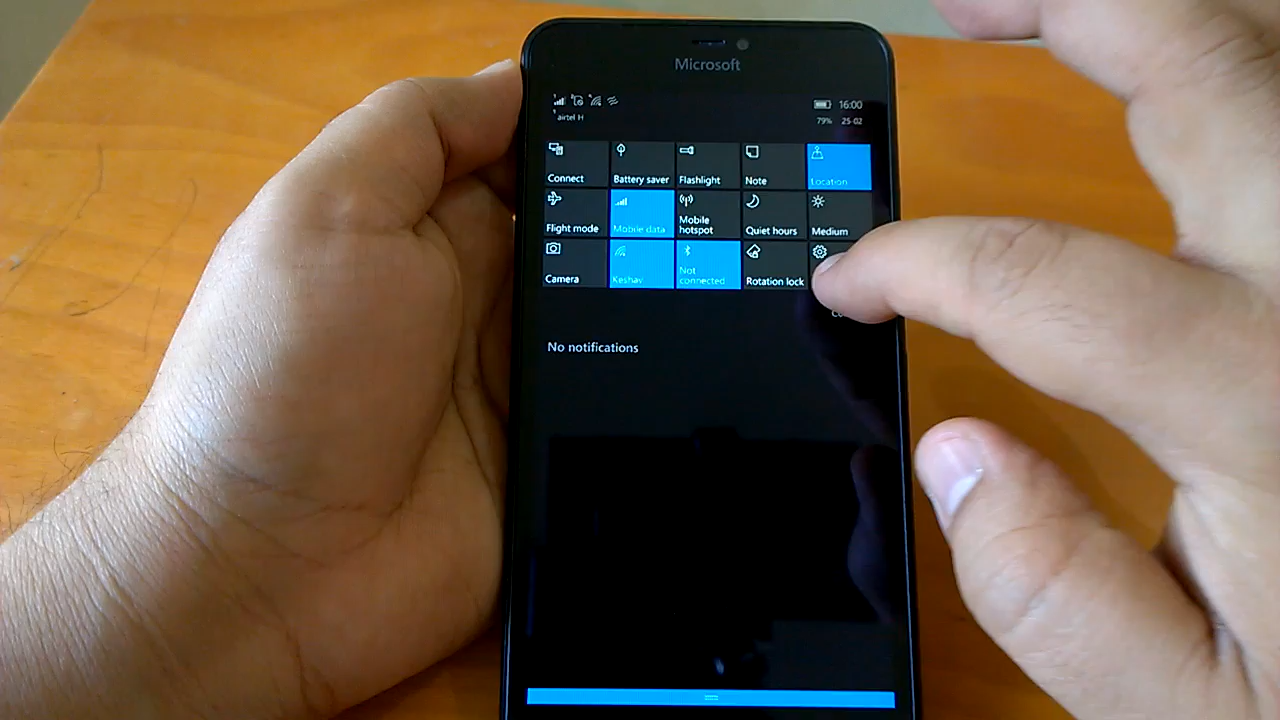 Microsoft
16:00
airtel H
79% 25-02
Connect
Battery saver
Flashlight
Note
Location
Flight mode
Mobile data
Mobile
hotspot
Quiet hours
Medium
Camera
Keshav
Not
connected
Rotation lock
No notifications